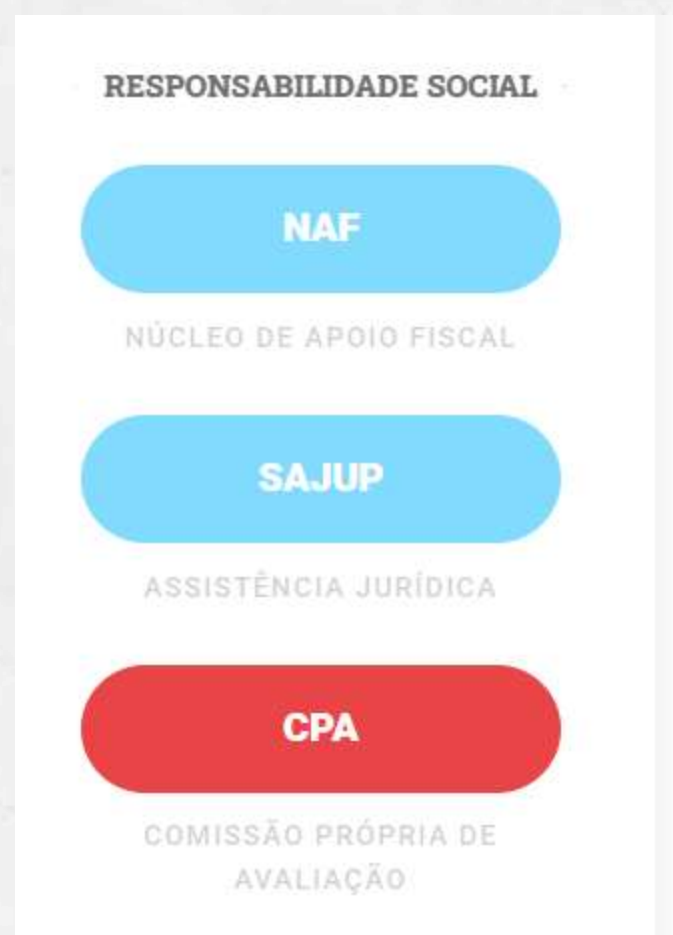 RESPONSABILIDADE SOCIAL
NAF
NÚCLEO DE APOIO FISCAL
SAJUP
ASSISTÊNCIA JURÍDICA
CPA
COMISSÃO PRÓPRIA DE
AVALIAÇÃO